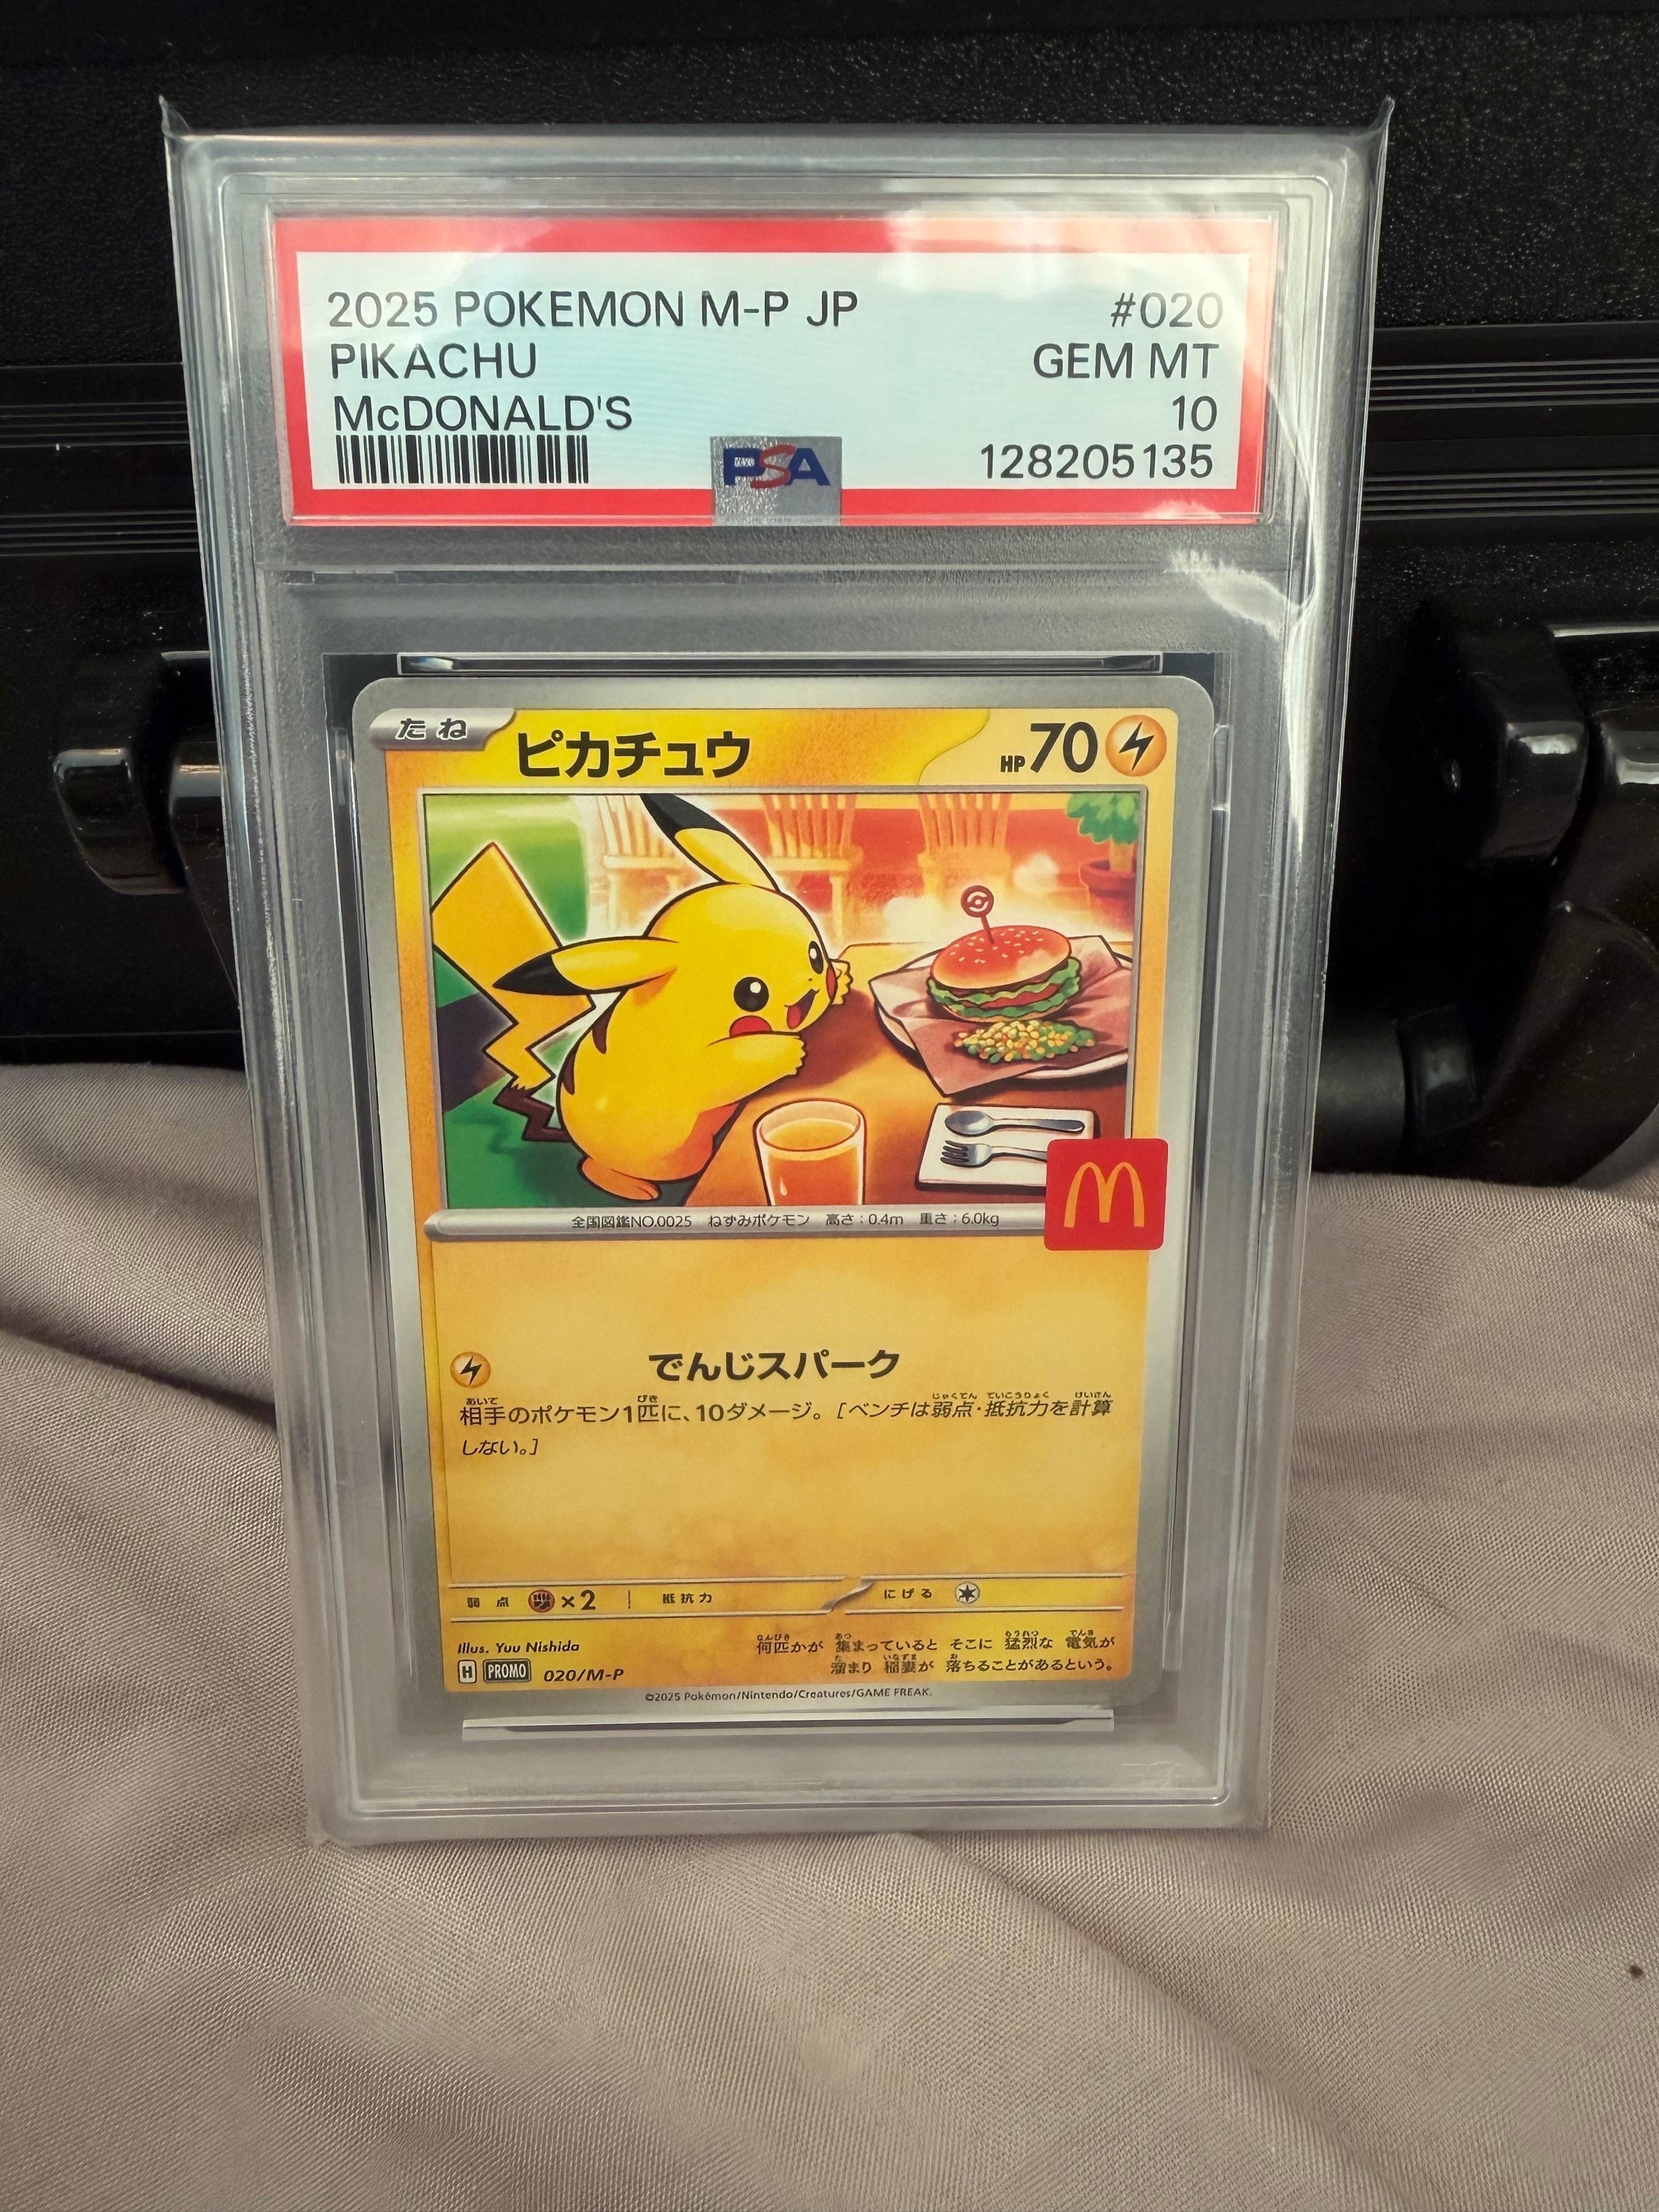 2025 POKEMON M-P JP #020
PIKACHU GEM MT
McDONALD'S 10
PSA 128205135
たね ピカチュウ HP70
全国図鑑NO.0025 ねずみポケモン 高さ:0.4m 重さ:6.0kg
でんじスパーク
相手のポケモン1匹に、10ダメージ。[ベンチは弱点・抵抗力を計算
しない。]
弱点 ×2 抵抗力 にげる
Illus. Yuu Nishida
何匹かが 集まっていると そこに 猛烈な 電気が
溜まり 稲妻が 落ちることがあるという。
H PROMO 020/M-P
©2025 Pokémon/Nintendo/Creatures/GAME FREAK.